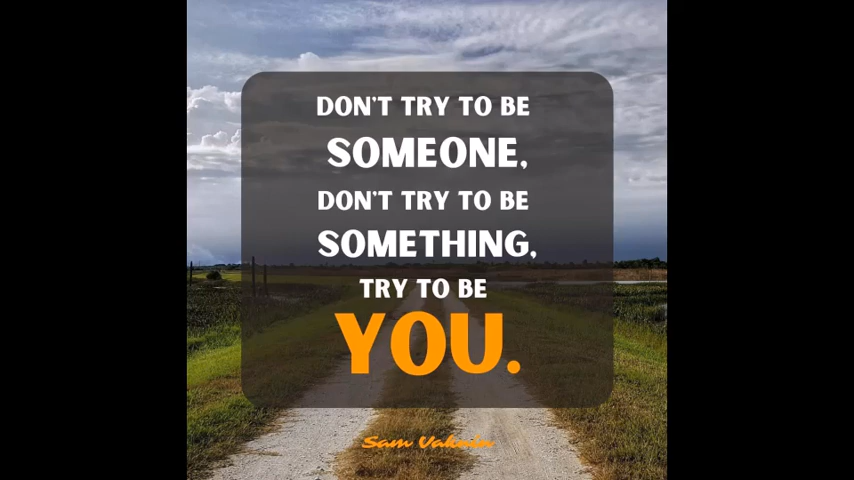 DON'T TRY TO BE
SOMEONE,
DON'T TRY TO BE
SOMETHING,
TRY TO BE
YOU.
Sam Vaknin